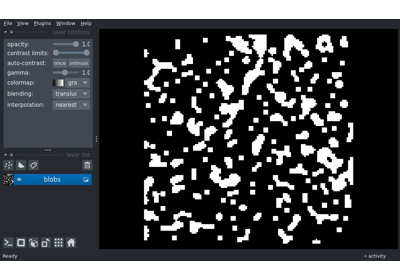 File View Plugins Window Help
layer controls
opacity: 1.0
contrast limits:
auto-contrast: once
gamma: 1.0
colormap: gra
blending: translu
interpolation: nearest
layer list
blobs
Ready activity